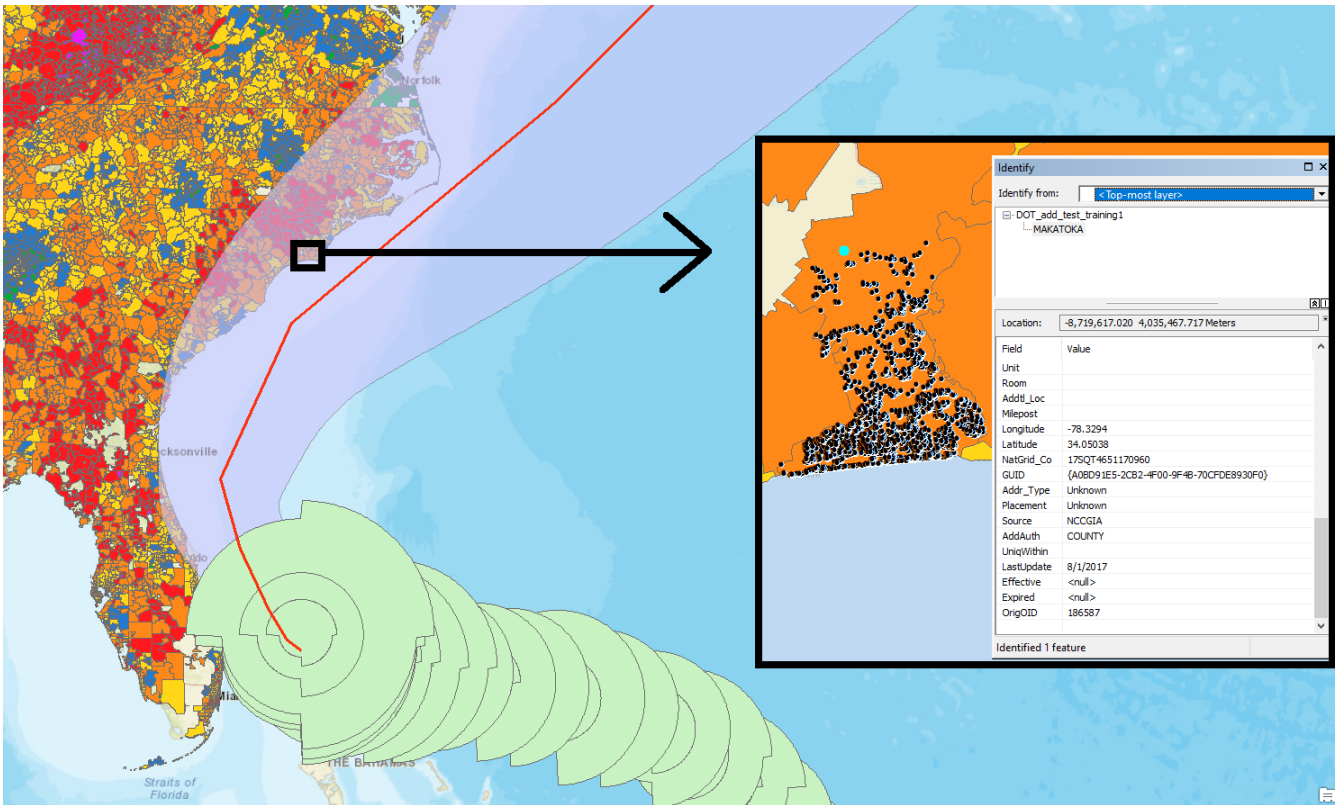 Norfolk
cksonville
Mia
THE BAHAMAS
Straits of
Florida
Identify
Identify from: <Top-most layer>
DOT_add_test_training1
MAKATOKA
Location: -8,719,617.020 4,035,467.717 Meters
Field Value
Unit
Room
Addtl_Loc
Milepost
Longitude -78.3294
Latitude 34.05038
NatGrid_Co 17SQT4651170960
GUID {A0BD91E5-2CB2-4F00-9F4B-70CFDE8930F0}
Addr_Type Unknown
Placement Unknown
Source NCCGIA
AddAuth COUNTY
UniqWithin
LastUpdate 8/1/2017
Effective <null>
Expired <null>
OrigOID 186587
Identified 1 feature